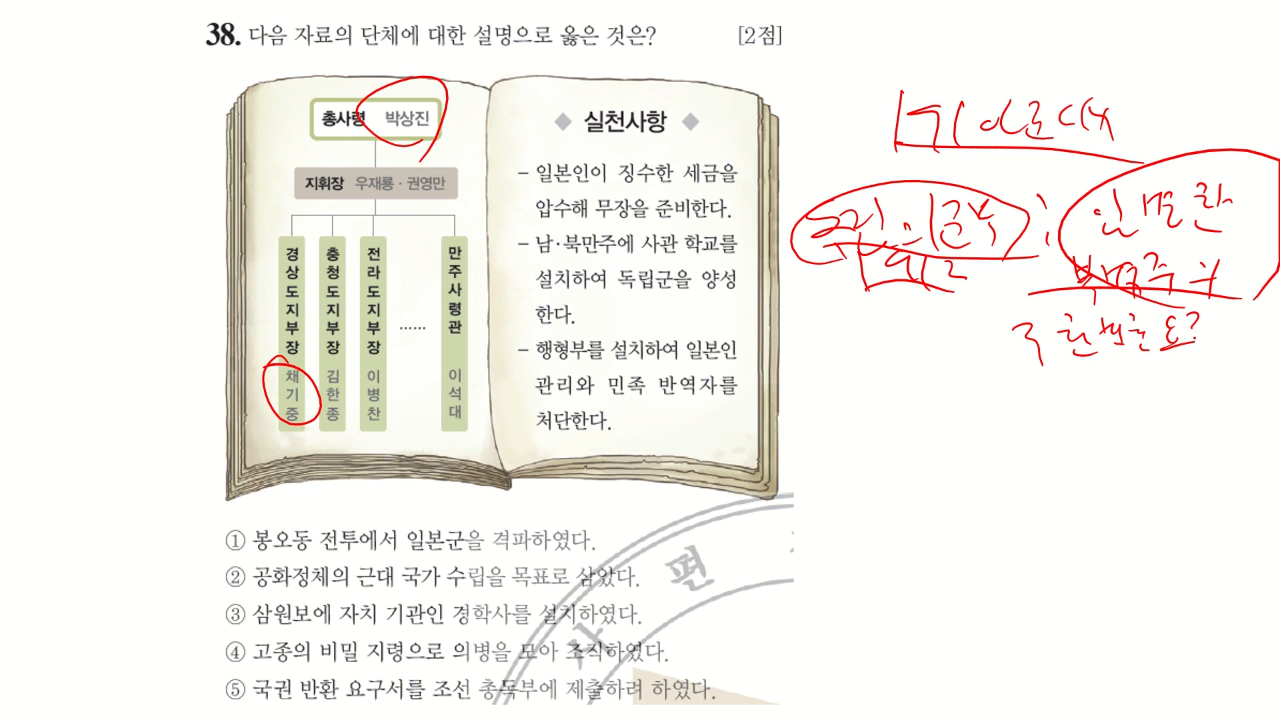 38. 다음 자료의 단체에 대한 설명으로 옳은 것은? [2점]
총사령 박상진
지휘장 우재룡·권영만
경상도지부장 채기중
충청도지부장 김한종
전라도지부장 이병찬
······
만주사령관 이석대
◆ 실천사항 ◆
- 일본인이 징수한 세금을
압수해 무장을 준비한다.
- 남·북만주에 사관 학교를
설치하여 독립군을 양성
한다.
- 행형부를 설치하여 일본인
관리와 민족 반역자를
처단한다.
① 봉오동 전투에서 일본군을 격파하였다.
② 공화정체의 근대 국가 수립을 목표로 삼았다.
③ 삼원보에 자치 기관인 경학사를 설치하였다.
④ 고종의 비밀 지령으로 의병을 모아 조직하였다.
⑤ 국권 반환 요구서를 조선 총독부에 제출하려 하였다.
사 편